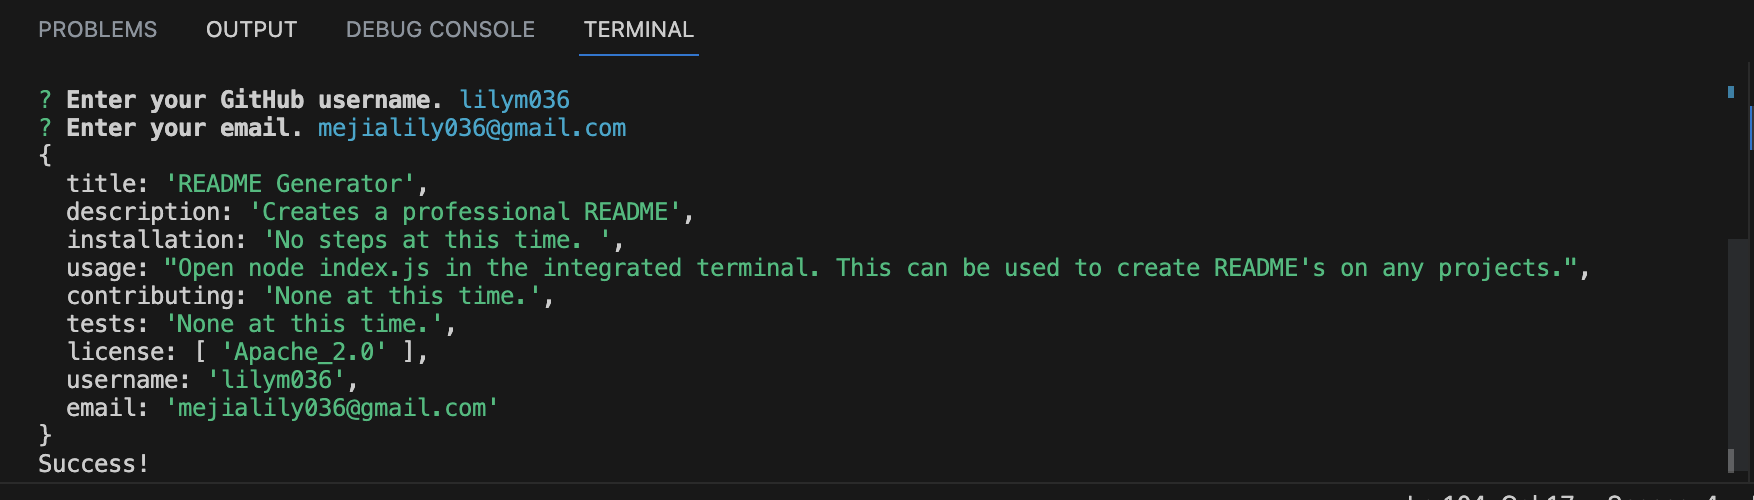 PROBLEMS OUTPUT DEBUG CONSOLE TERMINAL
? Enter your GitHub username. lilym036
? Enter your email. mejialily036@gmail.com
{
  title: 'README Generator',
  description: 'Creates a professional README',
  installation: 'No steps at this time. ',
  usage: "Open node index.js in the integrated terminal. This can be used to create README's on any projects.",
  contributing: 'None at this time.',
  tests: 'None at this time.',
  license: [ 'Apache_2.0' ],
  username: 'lilym036',
  email: 'mejialily036@gmail.com'
}
Success!